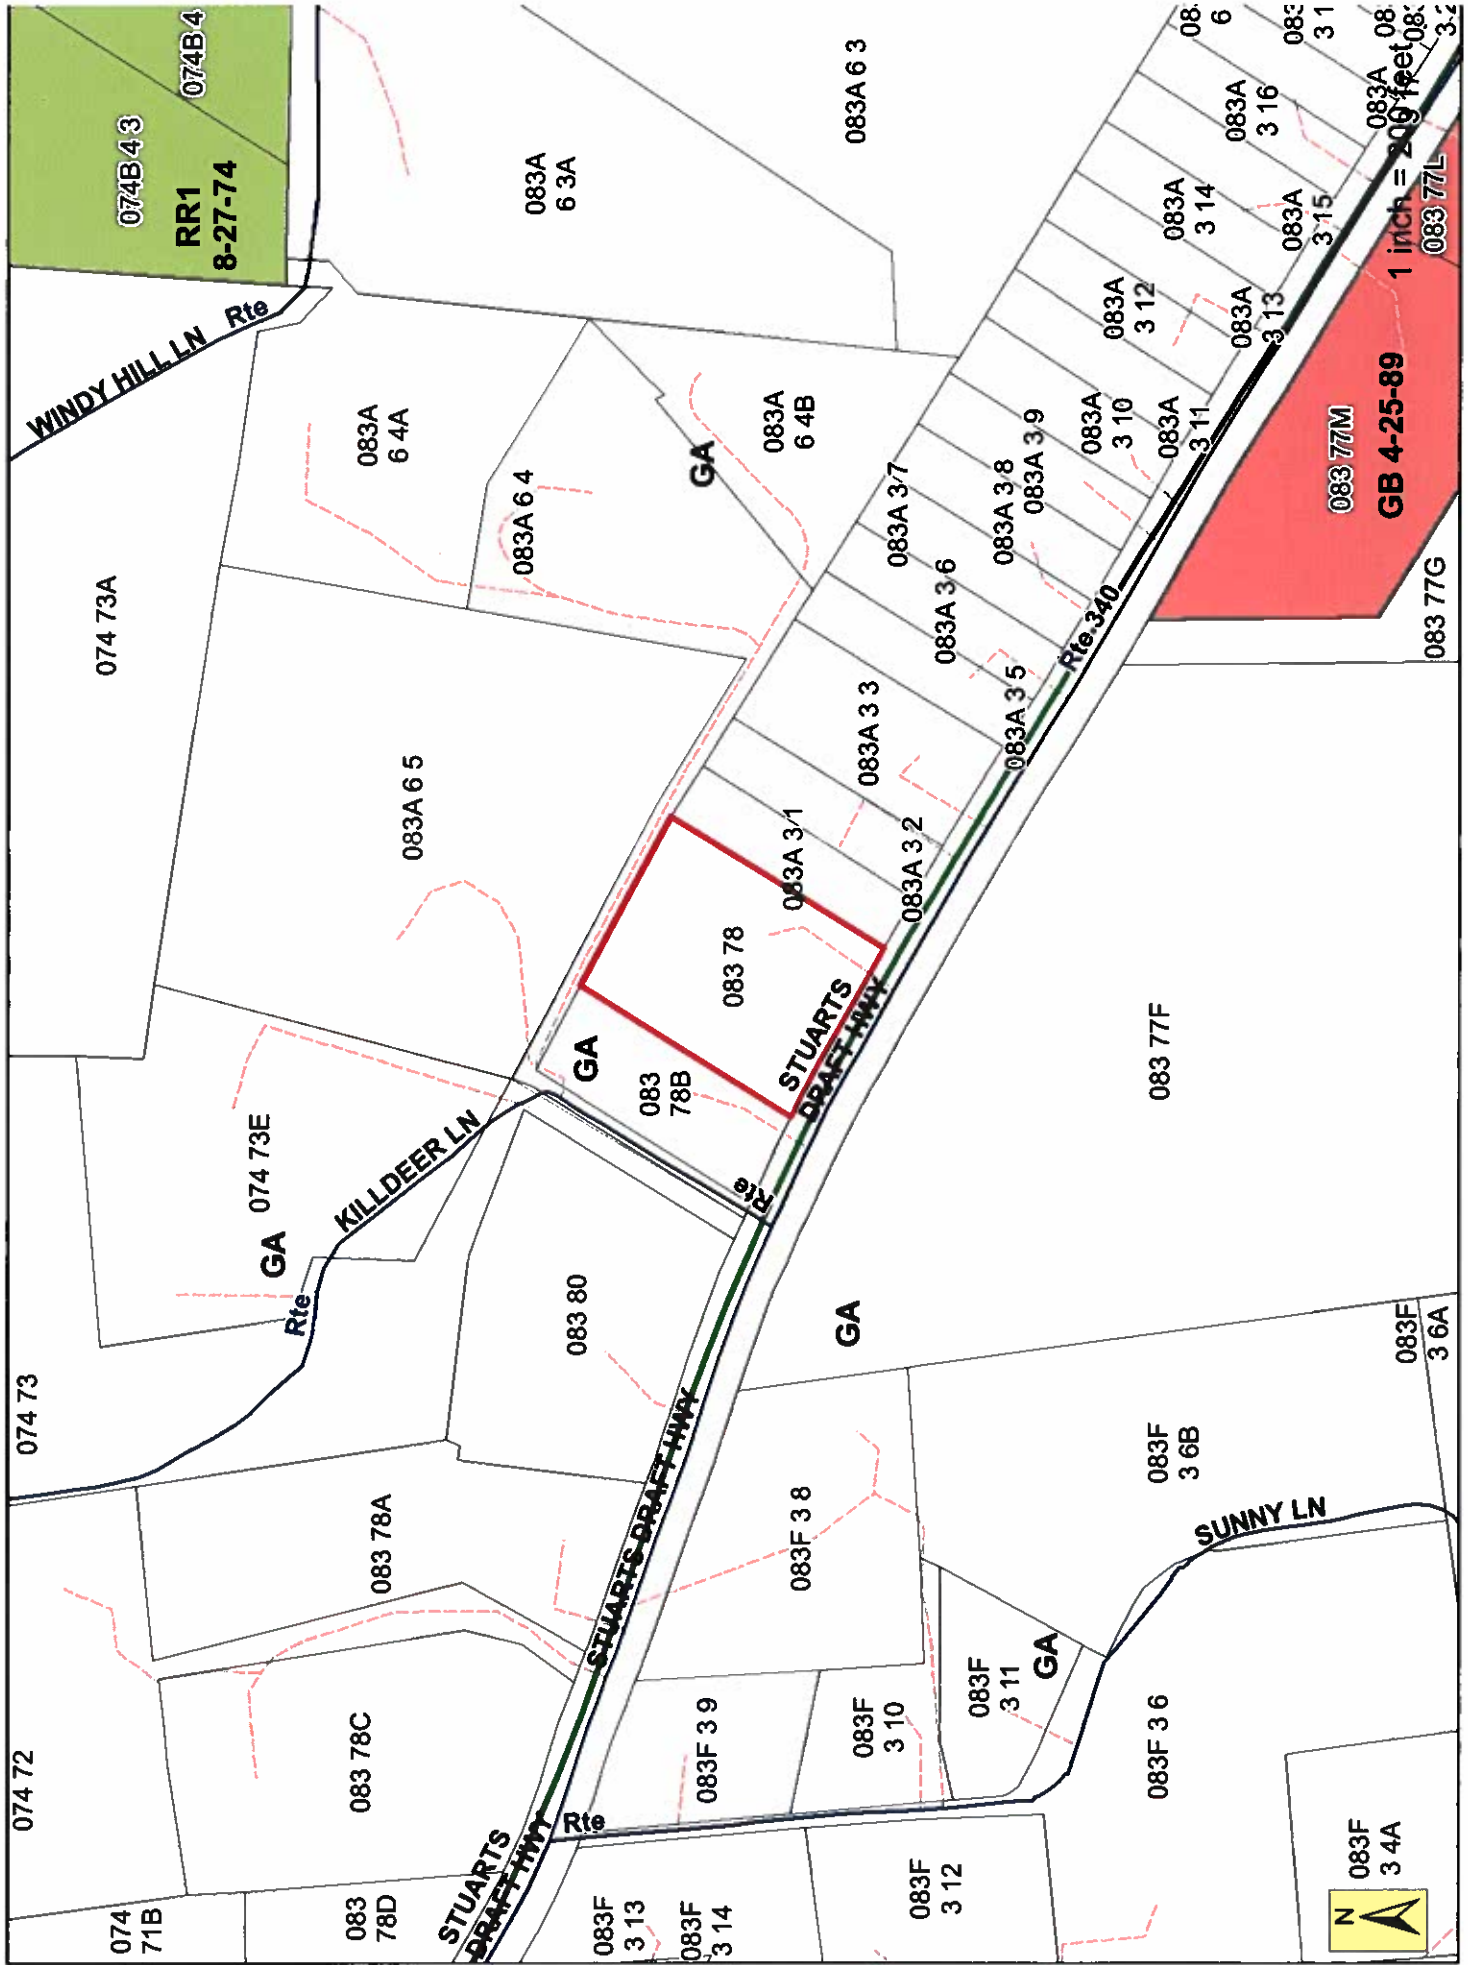 074 72
074 73
074 73A
074B 4 3
074B 4
RR1
8-27-74
WINDY HILL LN
Rte
074
71B
083
78D
083 78C
083 78A
Rte
GA
074 73E
KILLDEER LN
083A 6 5
083A
6 4A
083A 6 4
083A
6 3A
083A 6 3
STUARTS
DRAFT HWY
Rte
STUARTS DRAFT HWY
083 80
GA
083
78B
Rte
083 78
STUARTS
DRAFT HWY
083A 3 1
083A 3 2
083A 3 3
083A 3 5
083A 3 6
083A 3 7
083A 3 8
083A 3 9
GA
083A
6 4B
083A
3 10
083A
3 11
083A
3 12
083A
3 13
083A
3 14
083A
3 15
083A
3 16
083A
083
3 1
Rte 340
1 inch = 200 feet
083 77L
083 77M
GB 4-25-89
083 77G
083 77F
GA
083F
3 13
083F
3 14
083F 3 9
083F
3 10
083F 3 8
083F
3 11
GA
083F
3 12
083F 3 6
SUNNY LN
083F
3 6B
083F
3 6A
083F
3 4A
N